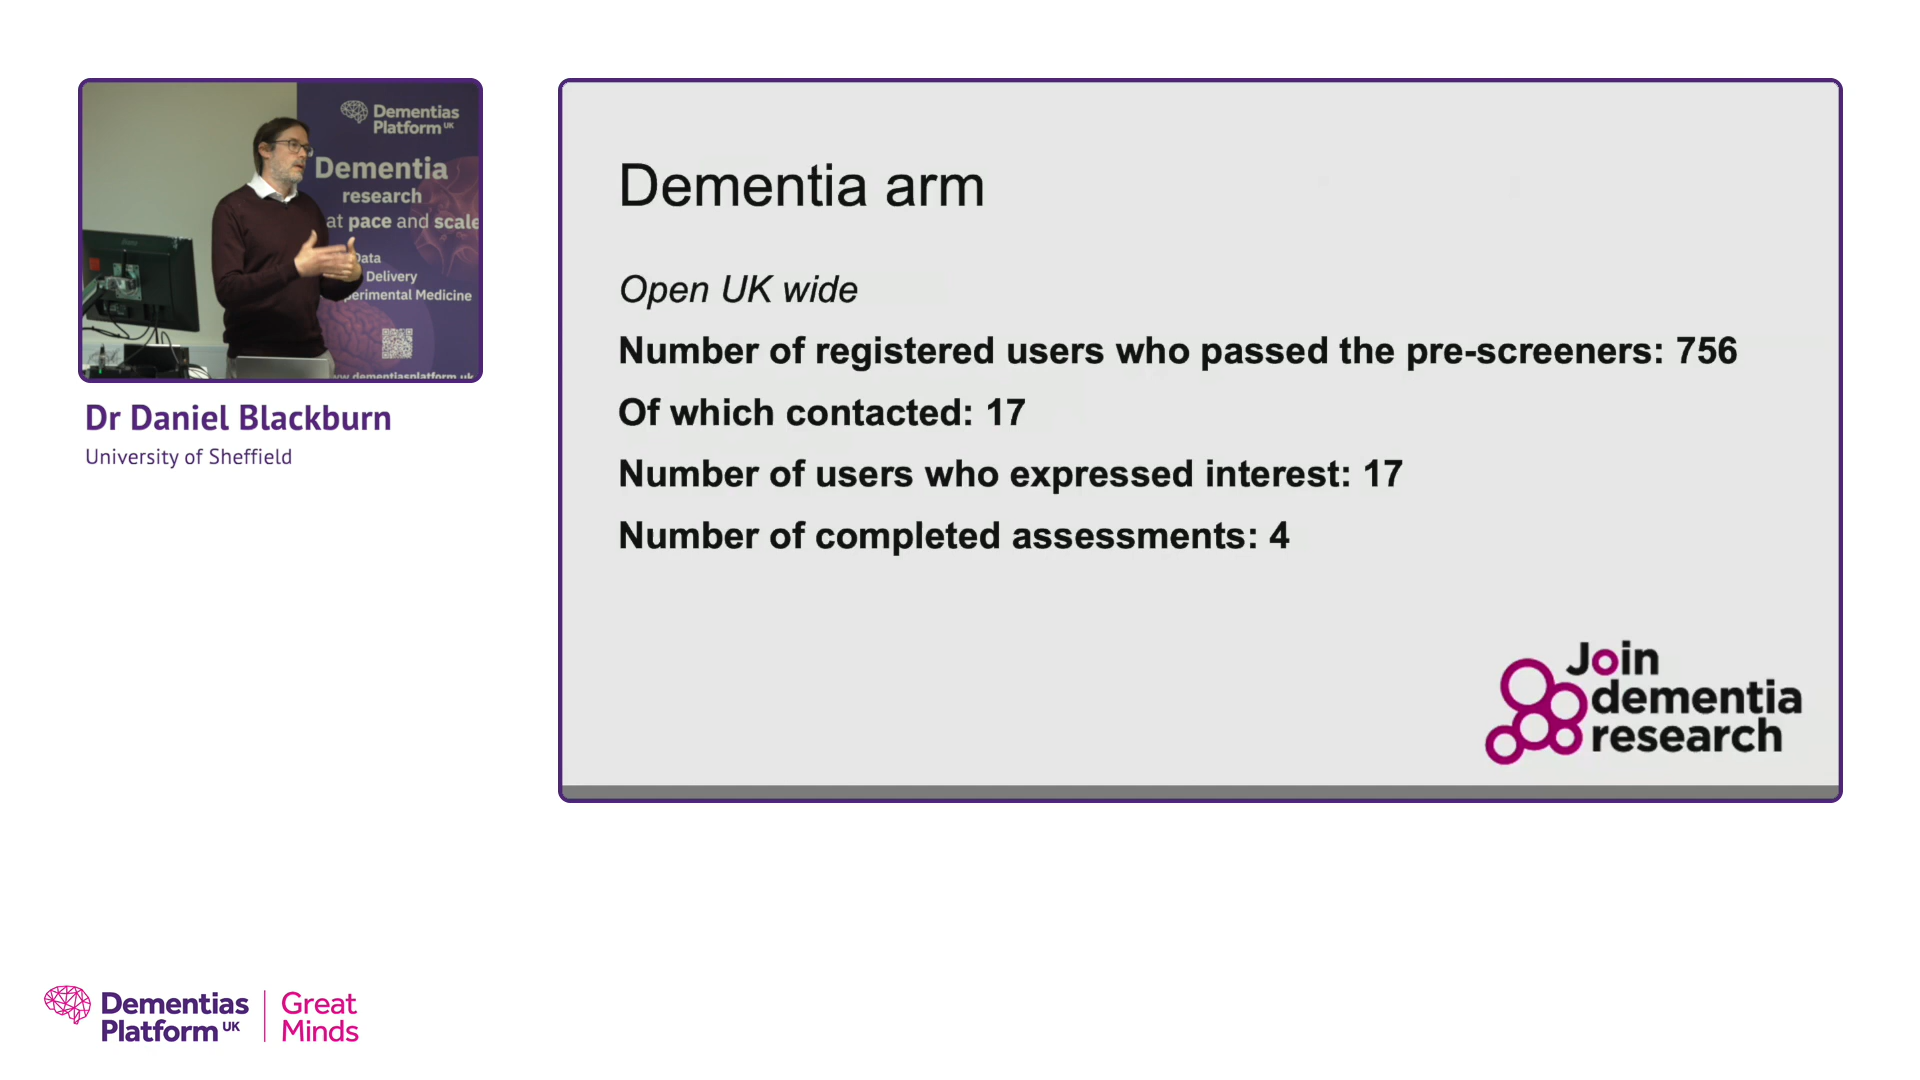 Dementias
Platform UK
Dementia
research
at pace and scale
Data
Delivery
perimental Medicine
www.dementiasplatform.uk
Dr Daniel Blackburn
University of Sheffield
Dementia arm
Open UK wide
Number of registered users who passed the pre-screeners: 756
Of which contacted: 17
Number of users who expressed interest: 17
Number of completed assessments: 4
Join
dementia
research
Dementias
Platform UK
Great
Minds